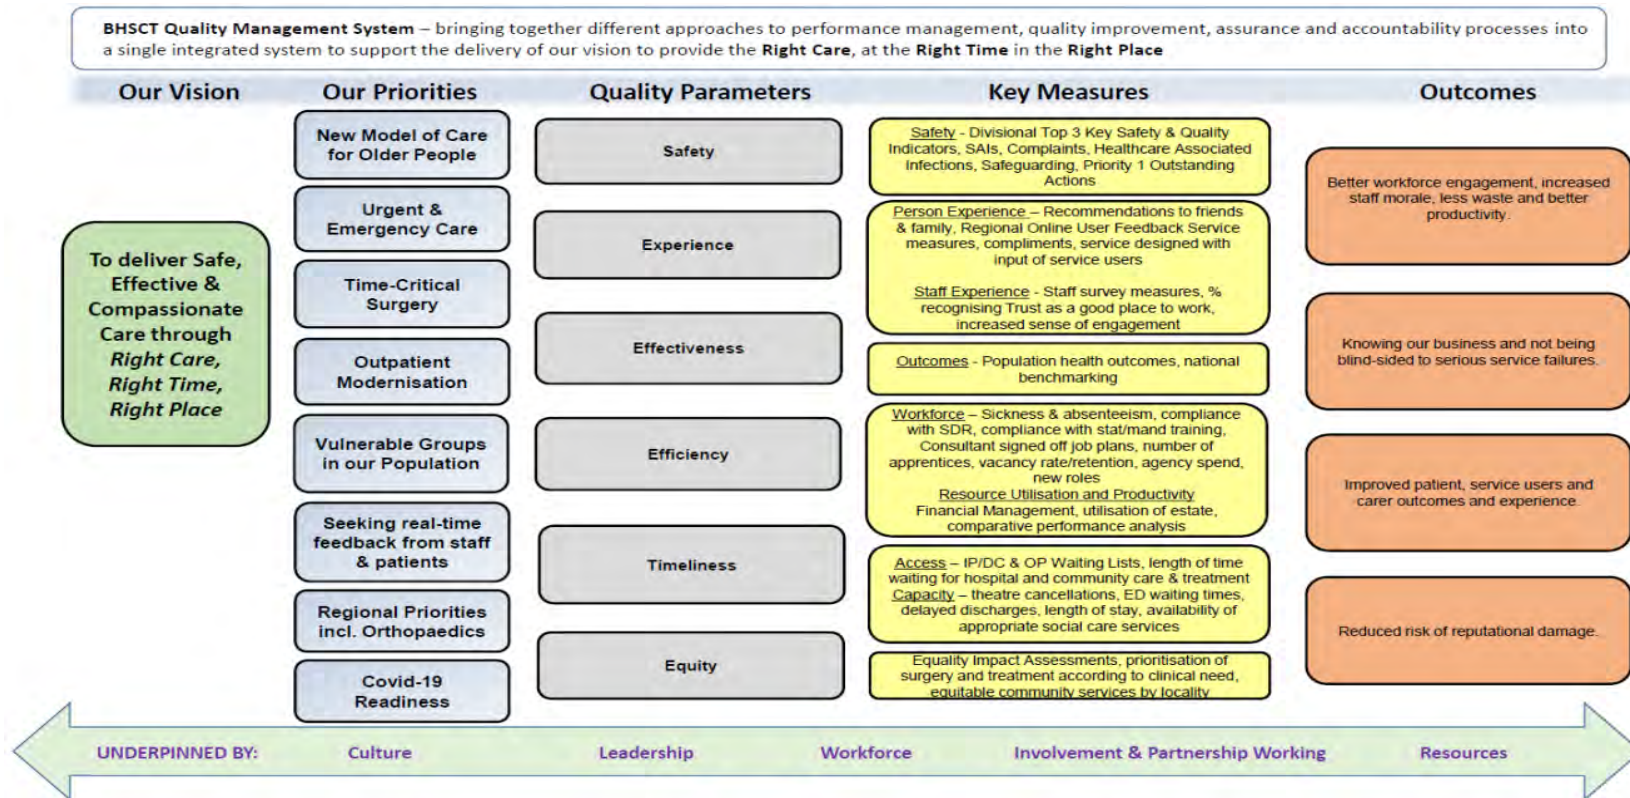 BHSCT Quality Management System – bringing together different approaches to performance management, quality improvement, assurance and accountability processes into
a single integrated system to support the delivery of our vision to provide the Right Care, at the Right Time in the Right Place
Our Vision
Our Priorities
Quality Parameters
Key Measures
Outcomes
To deliver Safe,
Effective &
Compassionate
Care through
Right Care,
Right Time,
Right Place
New Model of Care
for Older People
Urgent &
Emergency Care
Time-Critical
Surgery
Outpatient
Modernisation
Vulnerable Groups
in our Population
Seeking real-time
feedback from staff
& patients
Regional Priorities
incl. Orthopaedics
Covid-19
Readiness
Safety
Experience
Effectiveness
Efficiency
Timeliness
Equity
Safety - Divisional Top 3 Key Safety & Quality
Indicators, SAIs, Complaints, Healthcare Associated
Infections, Safeguarding, Priority 1 Outstanding
Actions
Person Experience – Recommendations to friends
& family, Regional Online User Feedback Service
measures, compliments, service designed with
input of service users
Staff Experience - Staff survey measures, %
recognising Trust as a good place to work,
increased sense of engagement
Outcomes - Population health outcomes, national
benchmarking
Workforce – Sickness & absenteeism, compliance
with SDR, compliance with stat/mand training,
Consultant signed off job plans, number of
apprentices, vacancy rate/retention, agency spend,
new roles
Resource Utilisation and Productivity
Financial Management, utilisation of estate,
comparative performance analysis
Access – IP/DC & OP Waiting Lists, length of time
waiting for hospital and community care & treatment
Capacity – theatre cancellations, ED waiting times,
delayed discharges, length of stay, availability of
appropriate social care services
Equality Impact Assessments, prioritisation of
surgery and treatment according to clinical need,
equitable community services by locality
Better workforce engagement, increased
staff morale, less waste and better
productivity.
Knowing our business and not being
blind-sided to serious service failures.
Improved patient, service users and
carer outcomes and experience.
Reduced risk of reputational damage.
UNDERPINNED BY:
Culture
Leadership
Workforce
Involvement & Partnership Working
Resources